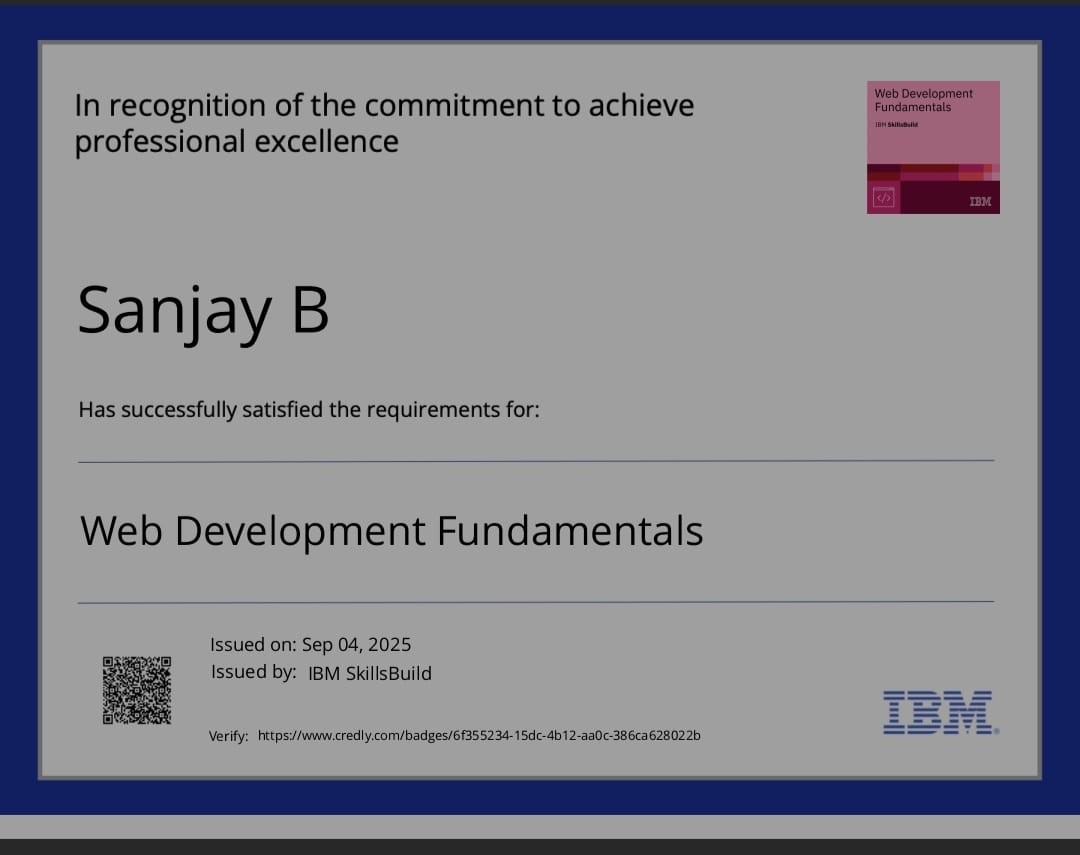 In recognition of the commitment to achieve
professional excellence
Web Development
Fundamentals
IBM SkillsBuild
</>
IBM
Sanjay B
Has successfully satisfied the requirements for:
Web Development Fundamentals
Issued on: Sep 04, 2025
Issued by: IBM SkillsBuild
Verify: https://www.credly.com/badges/6f355234-15dc-4b12-aa0c-386ca628022b
IBM®